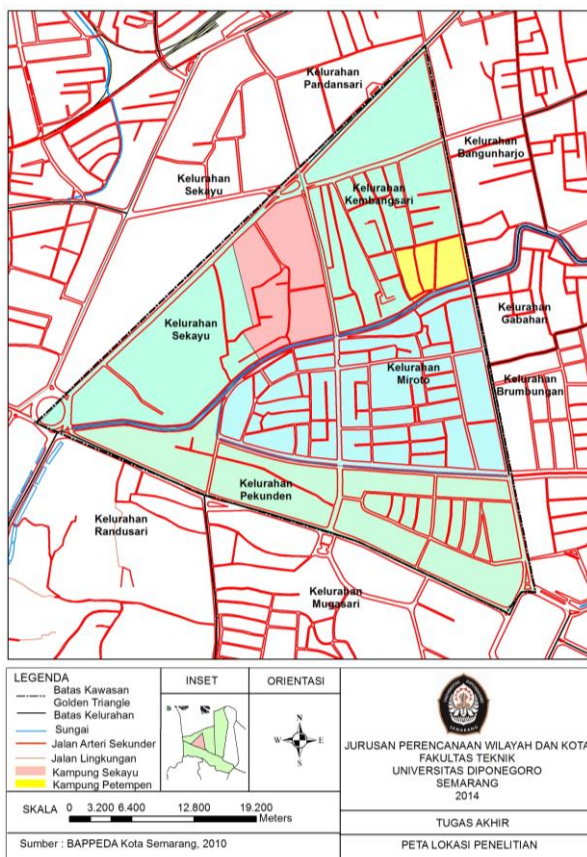 Kelurahan
Pandansari
Kelurahan
Bangunharjo
Kelurahan
Sekayu
Kelurahan
Kembangsari
Kelurahan
Gabahan
Kelurahan
Sekayu
Kelurahan
Miroto
Kelurahan
Brumbungan
Kelurahan
Pekunden
Kelurahan
Randusari
Kelurahan
Mugasari
LEGENDA
Batas Kawasan
Golden Triangle
Batas Kelurahan
Sungai
Jalan Arteri Sekunder
Jalan Lingkungan
Kampung Sekayu
Kampung Petempen
INSET
ORIENTASI
N
W E
S
SKALA 0 3.200 6.400 12.800 19.200
Meters
Sumber : BAPPEDA Kota Semarang, 2010
SEMARANG
JURUSAN PERENCANAAN WILAYAH DAN KOTA
FAKULTAS TEKNIK
UNIVERSITAS DIPONEGORO
SEMARANG
2014
TUGAS AKHIR
PETA LOKASI PENELITIAN